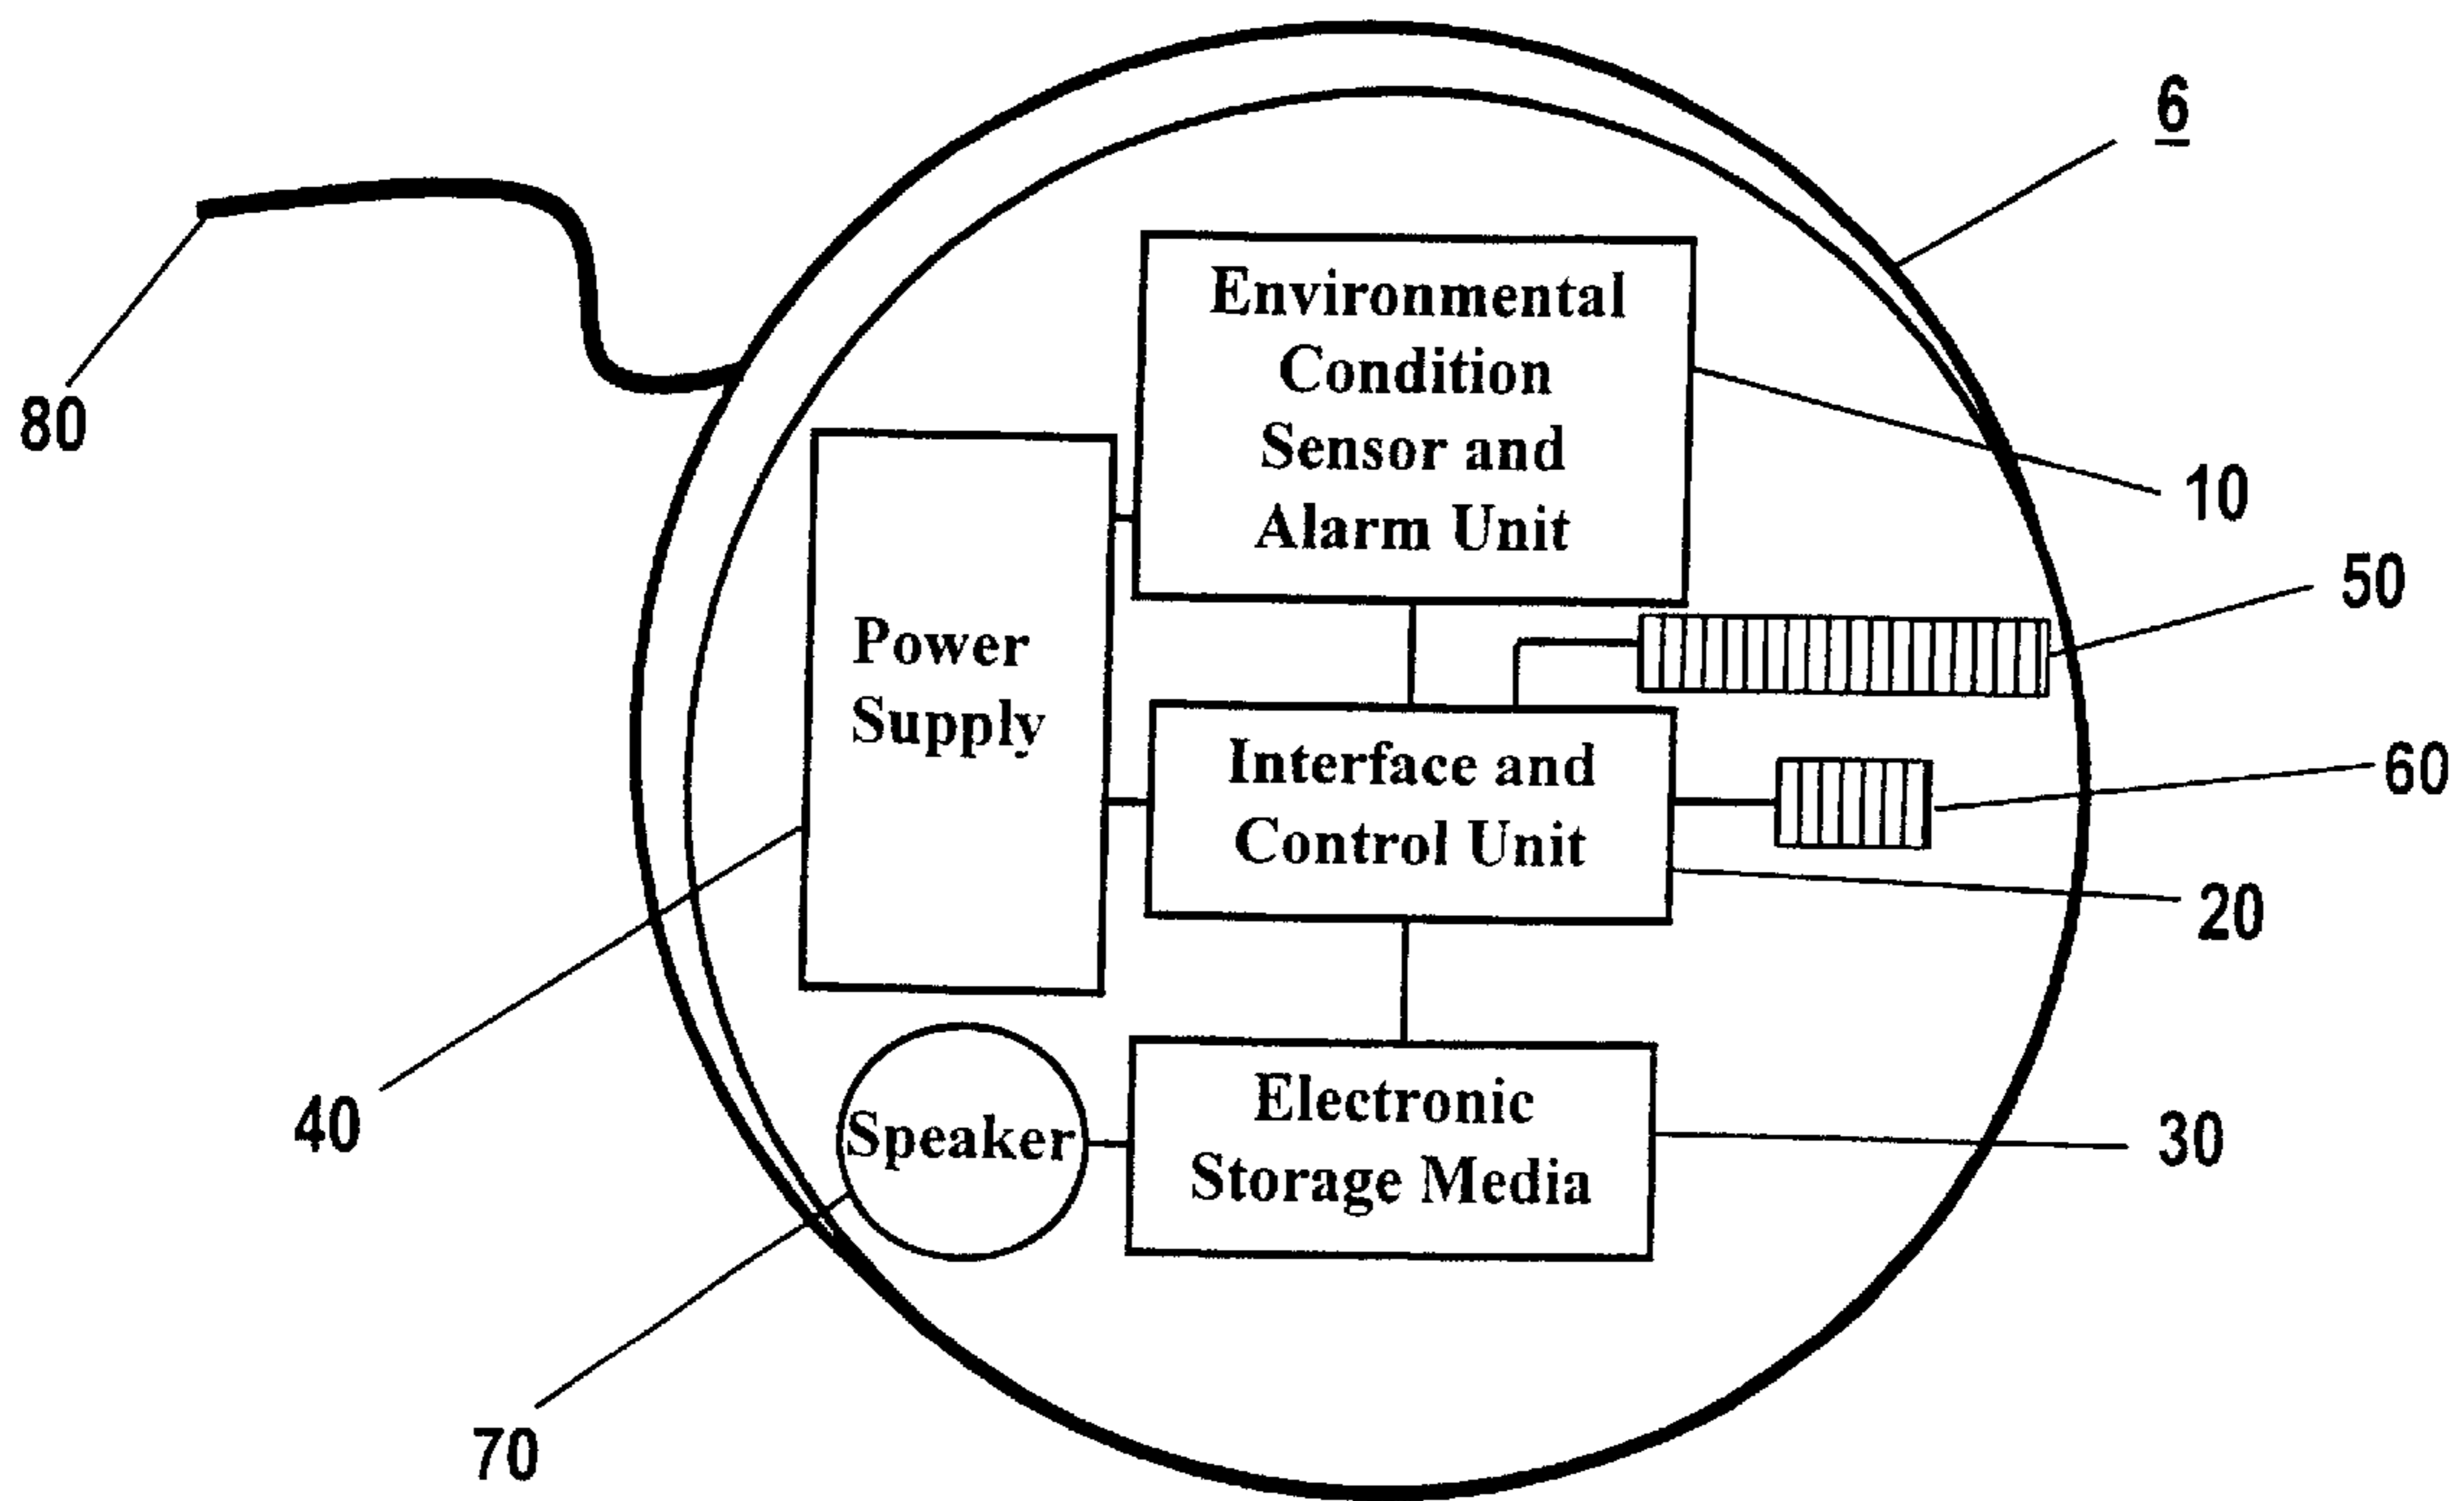 6
Environmental
Condition
Sensor and
Alarm Unit
80
10
50
Power
Supply
Interface and
Control Unit
60
20
40
Speaker
Electronic
Storage Media
30
70